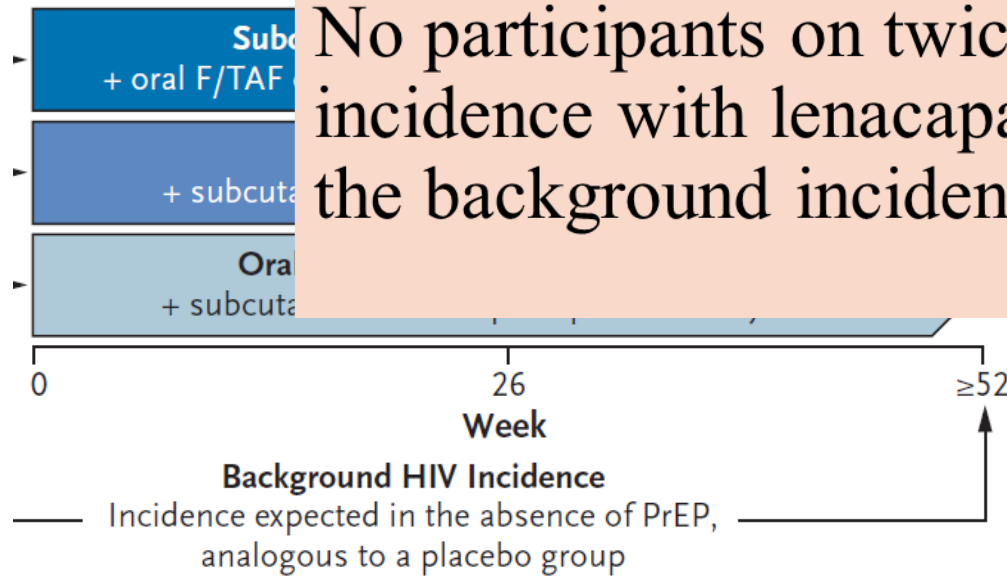 Subc
+ oral F/TAF
+ subcuta
Oral
+ subcuta
No participants on twic
incidence with lenacapa
the background inciden
0 26 ≥52
Week
Background HIV Incidence
Incidence expected in the absence of PrEP,
analogous to a placebo group